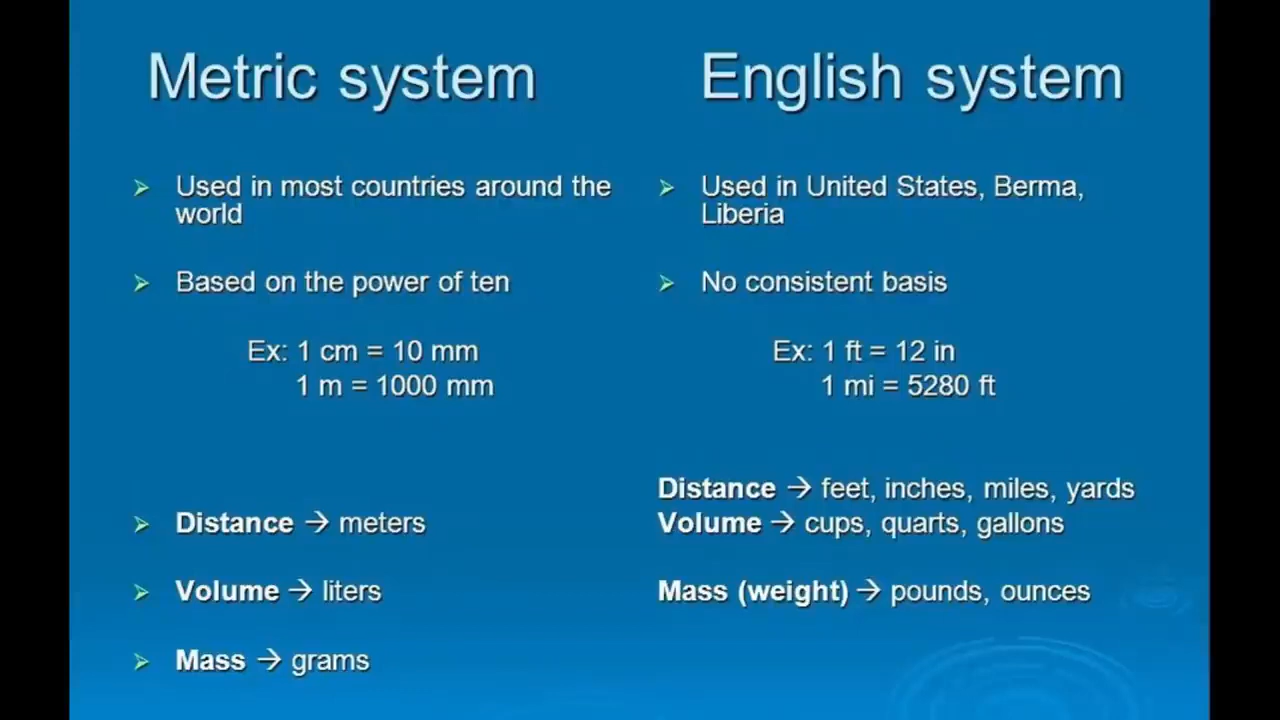 Metric system
Used in most countries around the
world
Based on the power of ten
Ex: 1 cm = 10 mm
1 m = 1000 mm
Distance → meters
Volume → liters
Mass → grams
English system
Used in United States, Berma,
Liberia
No consistent basis
Ex: 1 ft = 12 in
1 mi = 5280 ft
Distance → feet, inches, miles, yards
Volume → cups, quarts, gallons
Mass (weight) → pounds, ounces